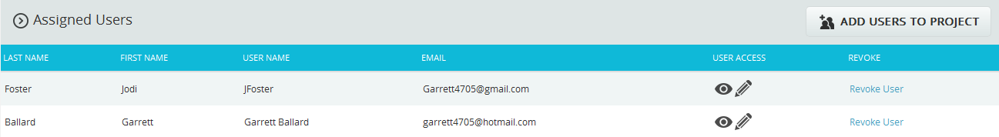 Assigned Users
ADD USERS TO PROJECT
LAST NAME FIRST NAME USER NAME EMAIL USER ACCESS REVOKE
Foster Jodi JFoster Garrett4705@gmail.com Revoke User
Ballard Garrett Garrett Ballard garrett4705@hotmail.com Revoke User